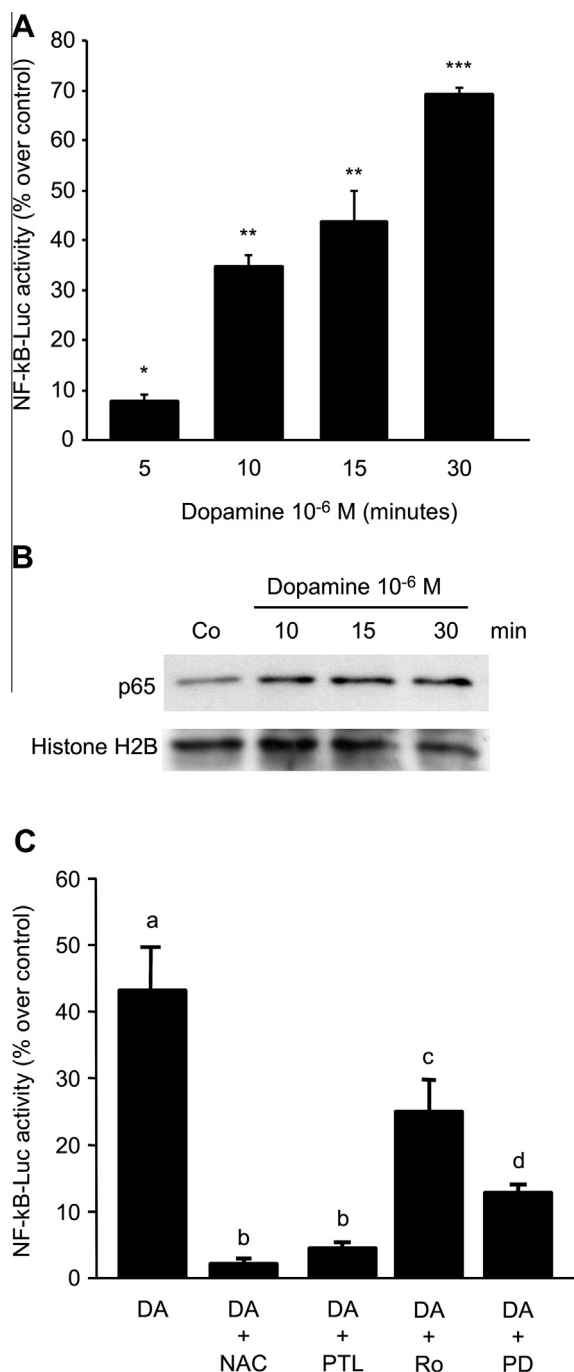 A
NF-kB-Luc activity (% over control)
80
70
60
50
40
30
20
10
0
*
**
**
***
5 10 15 30
Dopamine 10⁻⁶ M (minutes)
B
Dopamine 10⁻⁶ M
Co 10 15 30 min
p65
Histone H2B
C
NF-kB-Luc activity (% over control)
60
50
40
30
20
10
0
a
b
b
c
d
DA DA DA DA DA
+ + + +
NAC PTL Ro PD